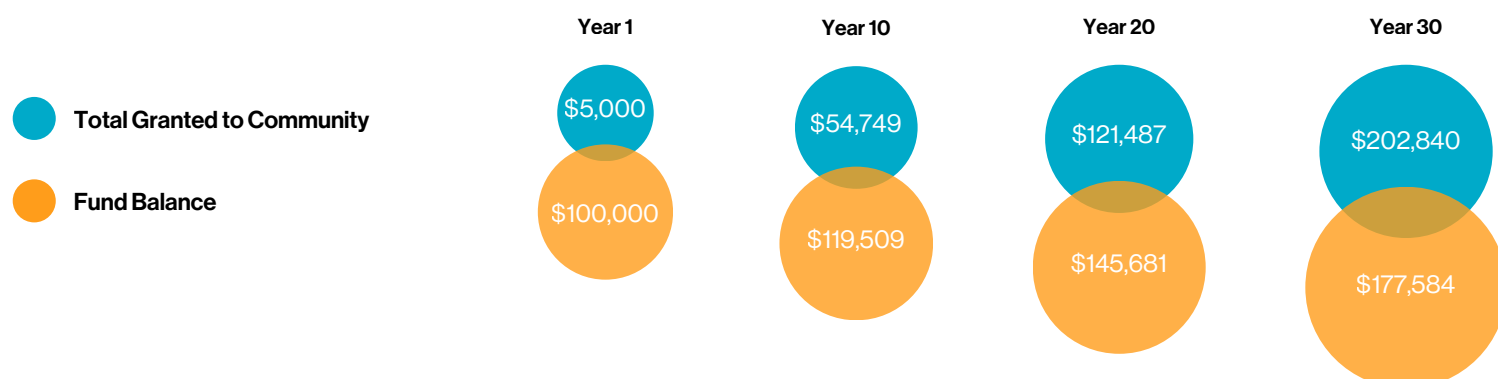 Year 1
Year 10
Year 20
Year 30
Total Granted to Community
$5,000
$54,749
$121,487
$202,840
Fund Balance
$100,000
$119,509
$145,681
$177,584